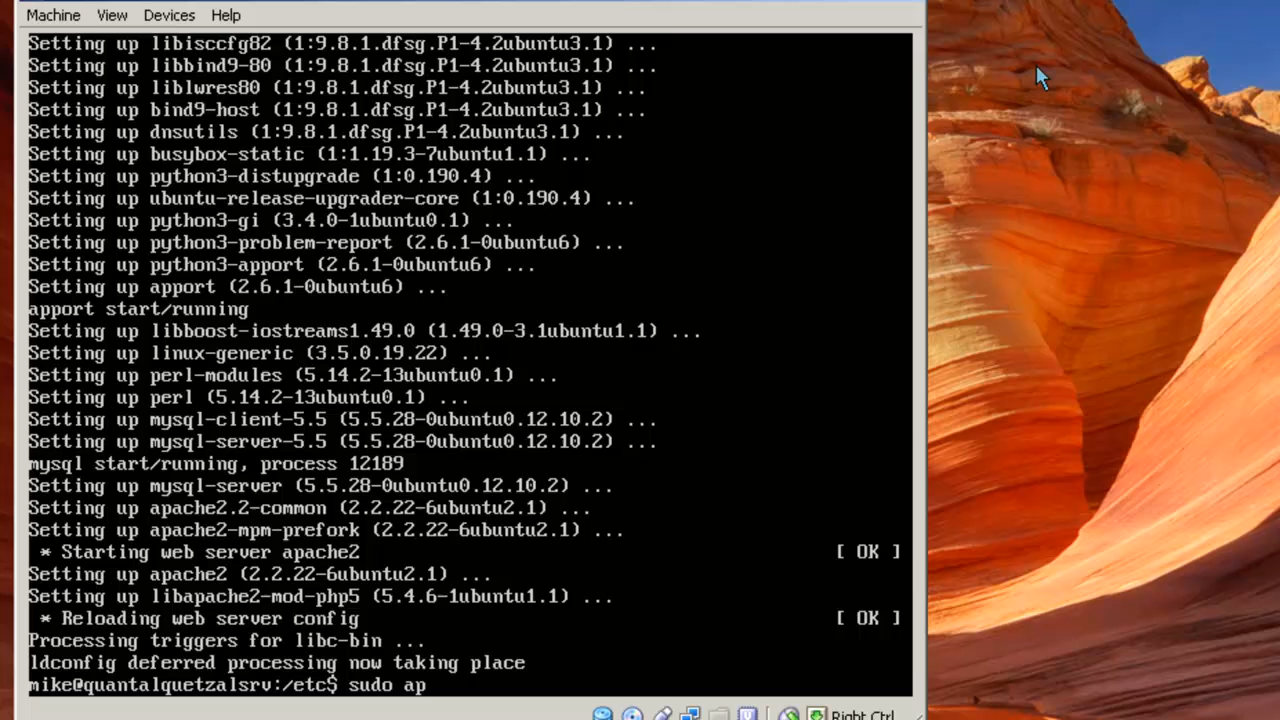 Machine View Devices Help
Setting up libisccfg82 (1:9.8.1.dfsg.P1-4.2ubuntu3.1) ...
Setting up libbind9-80 (1:9.8.1.dfsg.P1-4.2ubuntu3.1) ...
Setting up liblwres80 (1:9.8.1.dfsg.P1-4.2ubuntu3.1) ...
Setting up bind9-host (1:9.8.1.dfsg.P1-4.2ubuntu3.1) ...
Setting up dnsutils (1:9.8.1.dfsg.P1-4.2ubuntu3.1) ...
Setting up busybox-static (1:1.19.3-7ubuntu1.1) ...
Setting up python3-distupgrade (1:0.190.4) ...
Setting up ubuntu-release-upgrader-core (1:0.190.4) ...
Setting up python3-gi (3.4.0-1ubuntu0.1) ...
Setting up python3-problem-report (2.6.1-0ubuntu6) ...
Setting up python3-apport (2.6.1-0ubuntu6) ...
Setting up apport (2.6.1-0ubuntu6) ...
apport start/running
Setting up libboost-iostreams1.49.0 (1.49.0-3.1ubuntu1.1) ...
Setting up linux-generic (3.5.0.19.22) ...
Setting up perl-modules (5.14.2-13ubuntu0.1) ...
Setting up perl (5.14.2-13ubuntu0.1) ...
Setting up mysql-client-5.5 (5.5.28-0ubuntu0.12.10.2) ...
Setting up mysql-server-5.5 (5.5.28-0ubuntu0.12.10.2) ...
mysql start/running, process 12189
Setting up mysql-server (5.5.28-0ubuntu0.12.10.2) ...
Setting up apache2.2-common (2.2.22-6ubuntu2.1) ...
Setting up apache2-mpm-prefork (2.2.22-6ubuntu2.1) ...
* Starting web server apache2 [ OK ]
Setting up apache2 (2.2.22-6ubuntu2.1) ...
Setting up libapache2-mod-php5 (5.4.6-1ubuntu1.1) ...
* Reloading web server config [ OK ]
Processing triggers for libc-bin ...
ldconfig deferred processing now taking place
mike@quantalquetzalsrv:/etc$ sudo ap
Right Ctrl